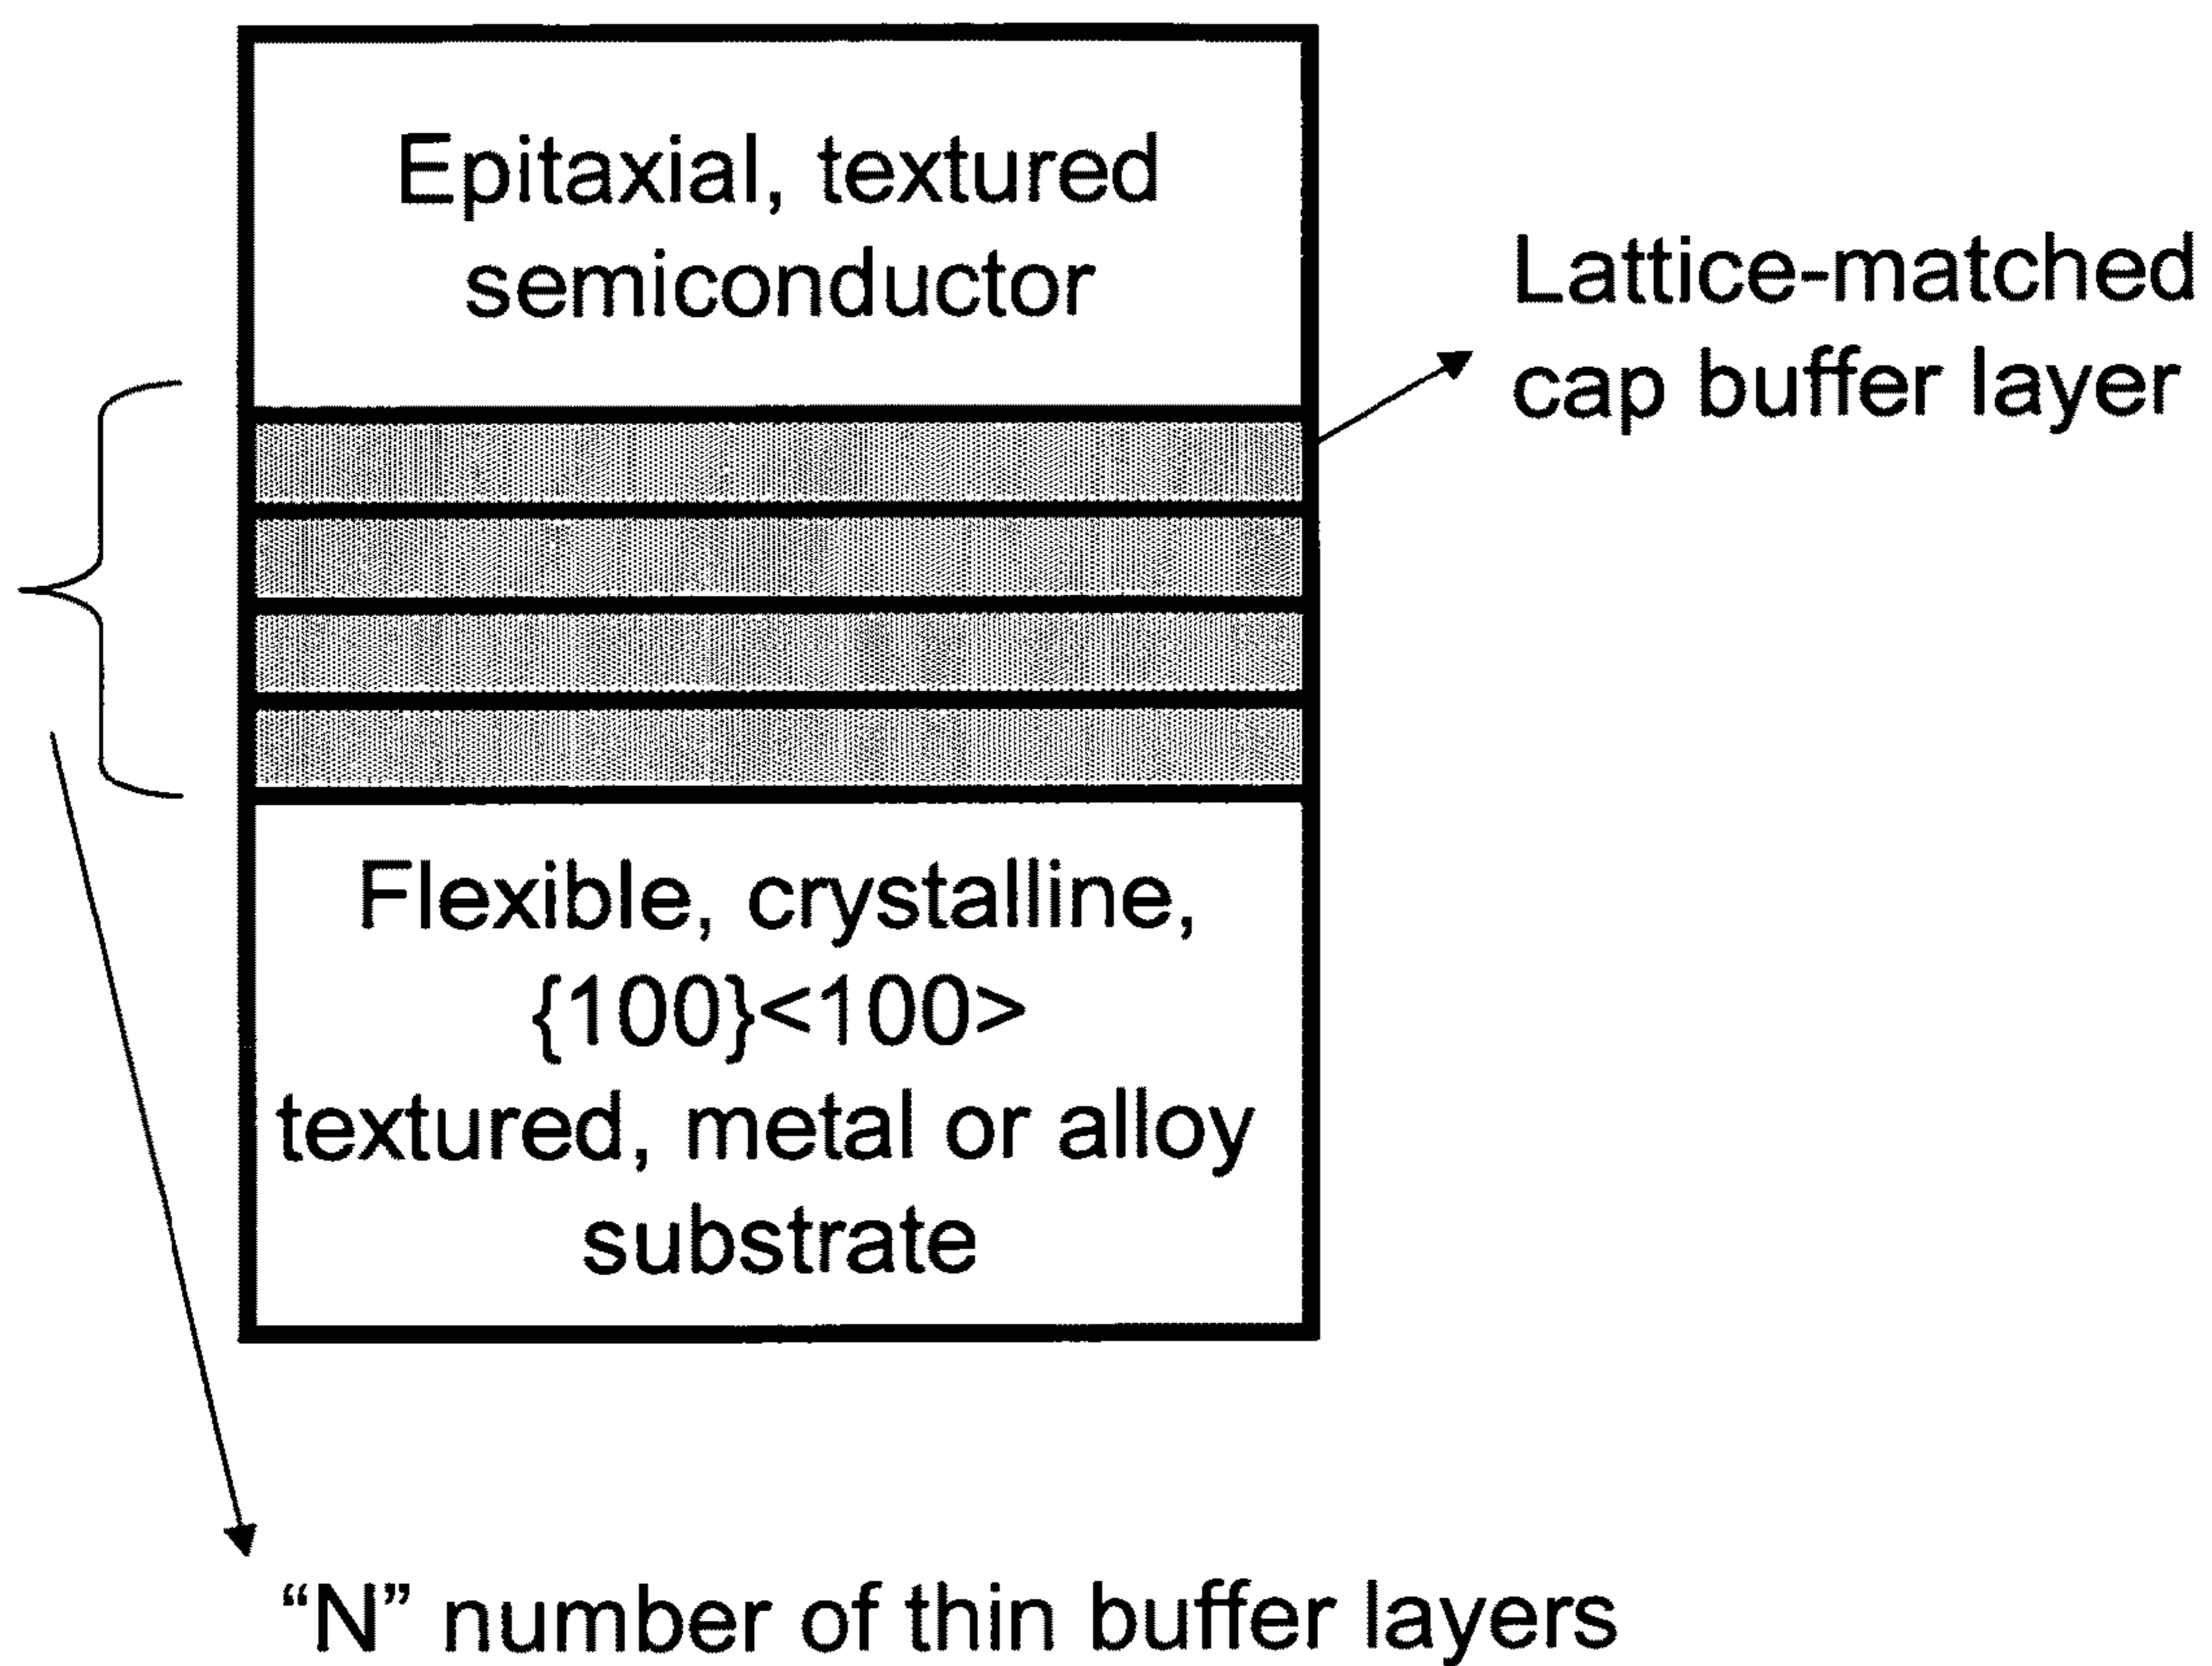 Epitaxial, textured
semiconductor
Lattice-matched
cap buffer layer
Flexible, crystalline,
{100}<100>
textured, metal or alloy
substrate
“N” number of thin buffer layers